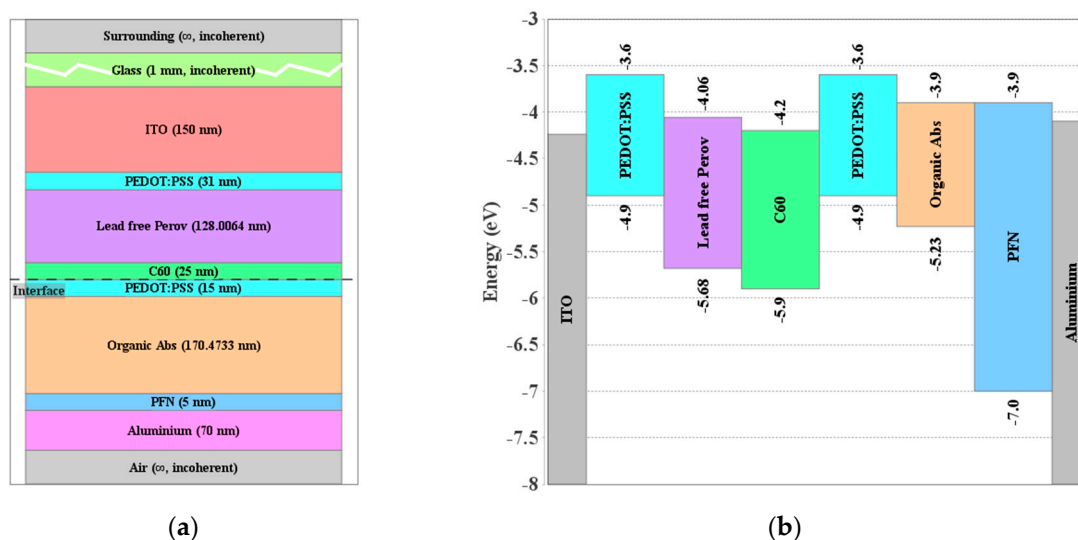 Surrounding (∞, incoherent)
Glass (1 mm, incoherent)
ITO (150 nm)
PEDOT:PSS (31 nm)
Lead free Perov (128.0064 nm)
C60 (25 nm)
Interface
PEDOT:PSS (15 nm)
Organic Abs (170.4733 nm)
PFN (5 nm)
Aluminium (70 nm)
Air (∞, incoherent)
(a)
Energy (eV)
-3
-3.5
-4
-4.5
-5
-5.5
-6
-6.5
-7
-7.5
-8
ITO
-3.6
PEDOT:PSS
-4.9
-4.06
Lead free Perov
-5.68
-4.2
C60
-5.9
-3.6
PEDOT:PSS
-4.9
-3.9
Organic Abs
-5.23
-3.9
PFN
-7.0
Aluminium
(b)